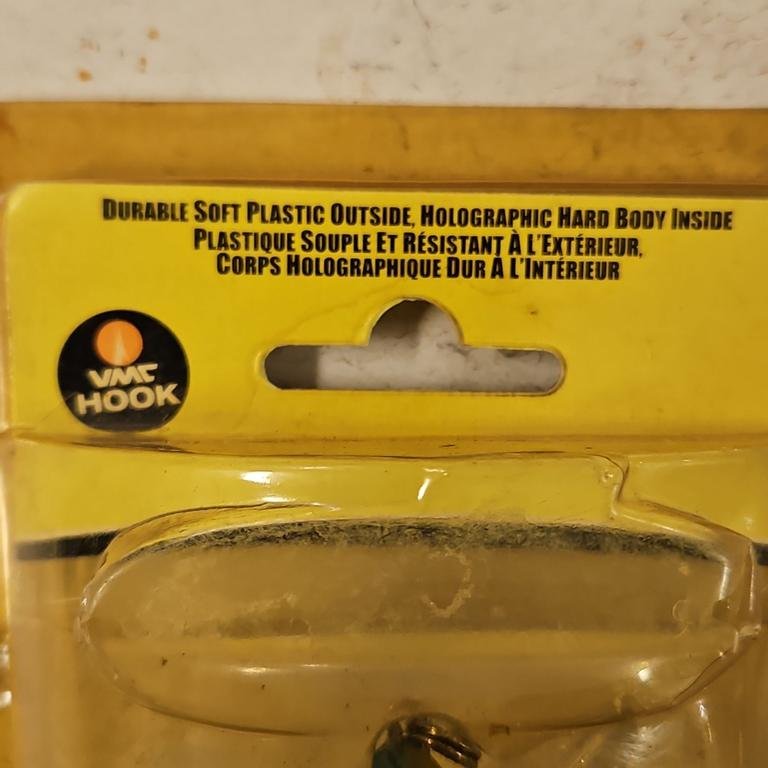 DURABLE SOFT PLASTIC OUTSIDE, HOLOGRAPHIC HARD BODY INSIDE
PLASTIQUE SOUPLE ET RÉSISTANT À L'EXTÉRIEUR,
CORPS HOLOGRAPHIQUE DUR À L'INTÉRIEUR
VMC
HOOK